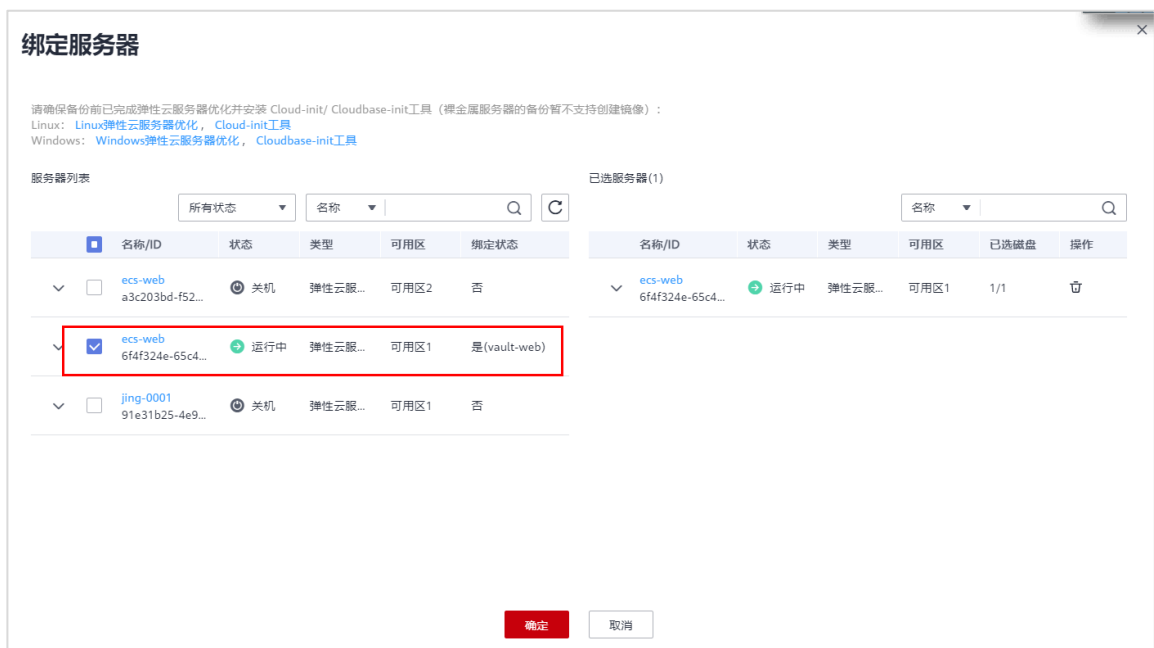 绑定服务器
请确保备份前已完成弹性云服务器优化并安装 Cloud-init/ Cloudbase-init工具（裸金属服务器的备份暂不支持创建镜像）：
Linux： Linux弹性云服务器优化， Cloud-init工具
Windows： Windows弹性云服务器优化， Cloudbase-init工具
服务器列表
所有状态 名称
名称/ID 状态 类型 可用区 绑定状态
ecs-web
a3c203bd-f52... 关机 弹性云服... 可用区2 否
ecs-web
6f4f324e-65c4... 运行中 弹性云服... 可用区1 是(vault-web)
jing-0001
91e31b25-4e9... 关机 弹性云服... 可用区1 否
已选服务器(1)
名称
名称/ID 状态 类型 可用区 已选磁盘 操作
ecs-web
6f4f324e-65c4... 运行中 弹性云服... 可用区1 1/1
确定 取消